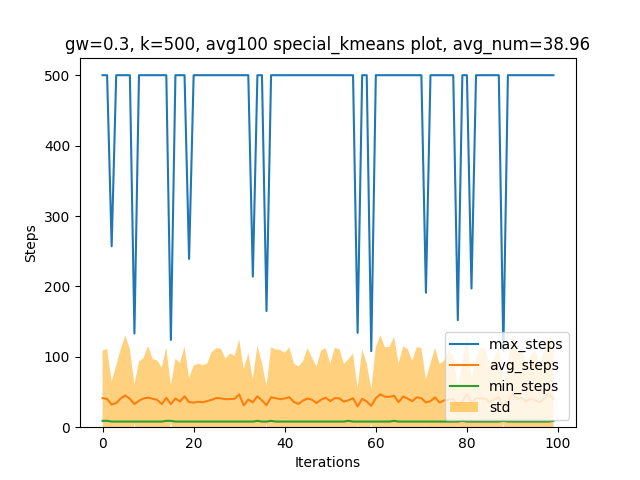 gw=0.3, k=500, avg100 special_kmeans plot, avg_num=38.96
500
400
300
200
100
0
Steps
max_steps
avg_steps
min_steps
std
0 20 40 60 80 100
Iterations